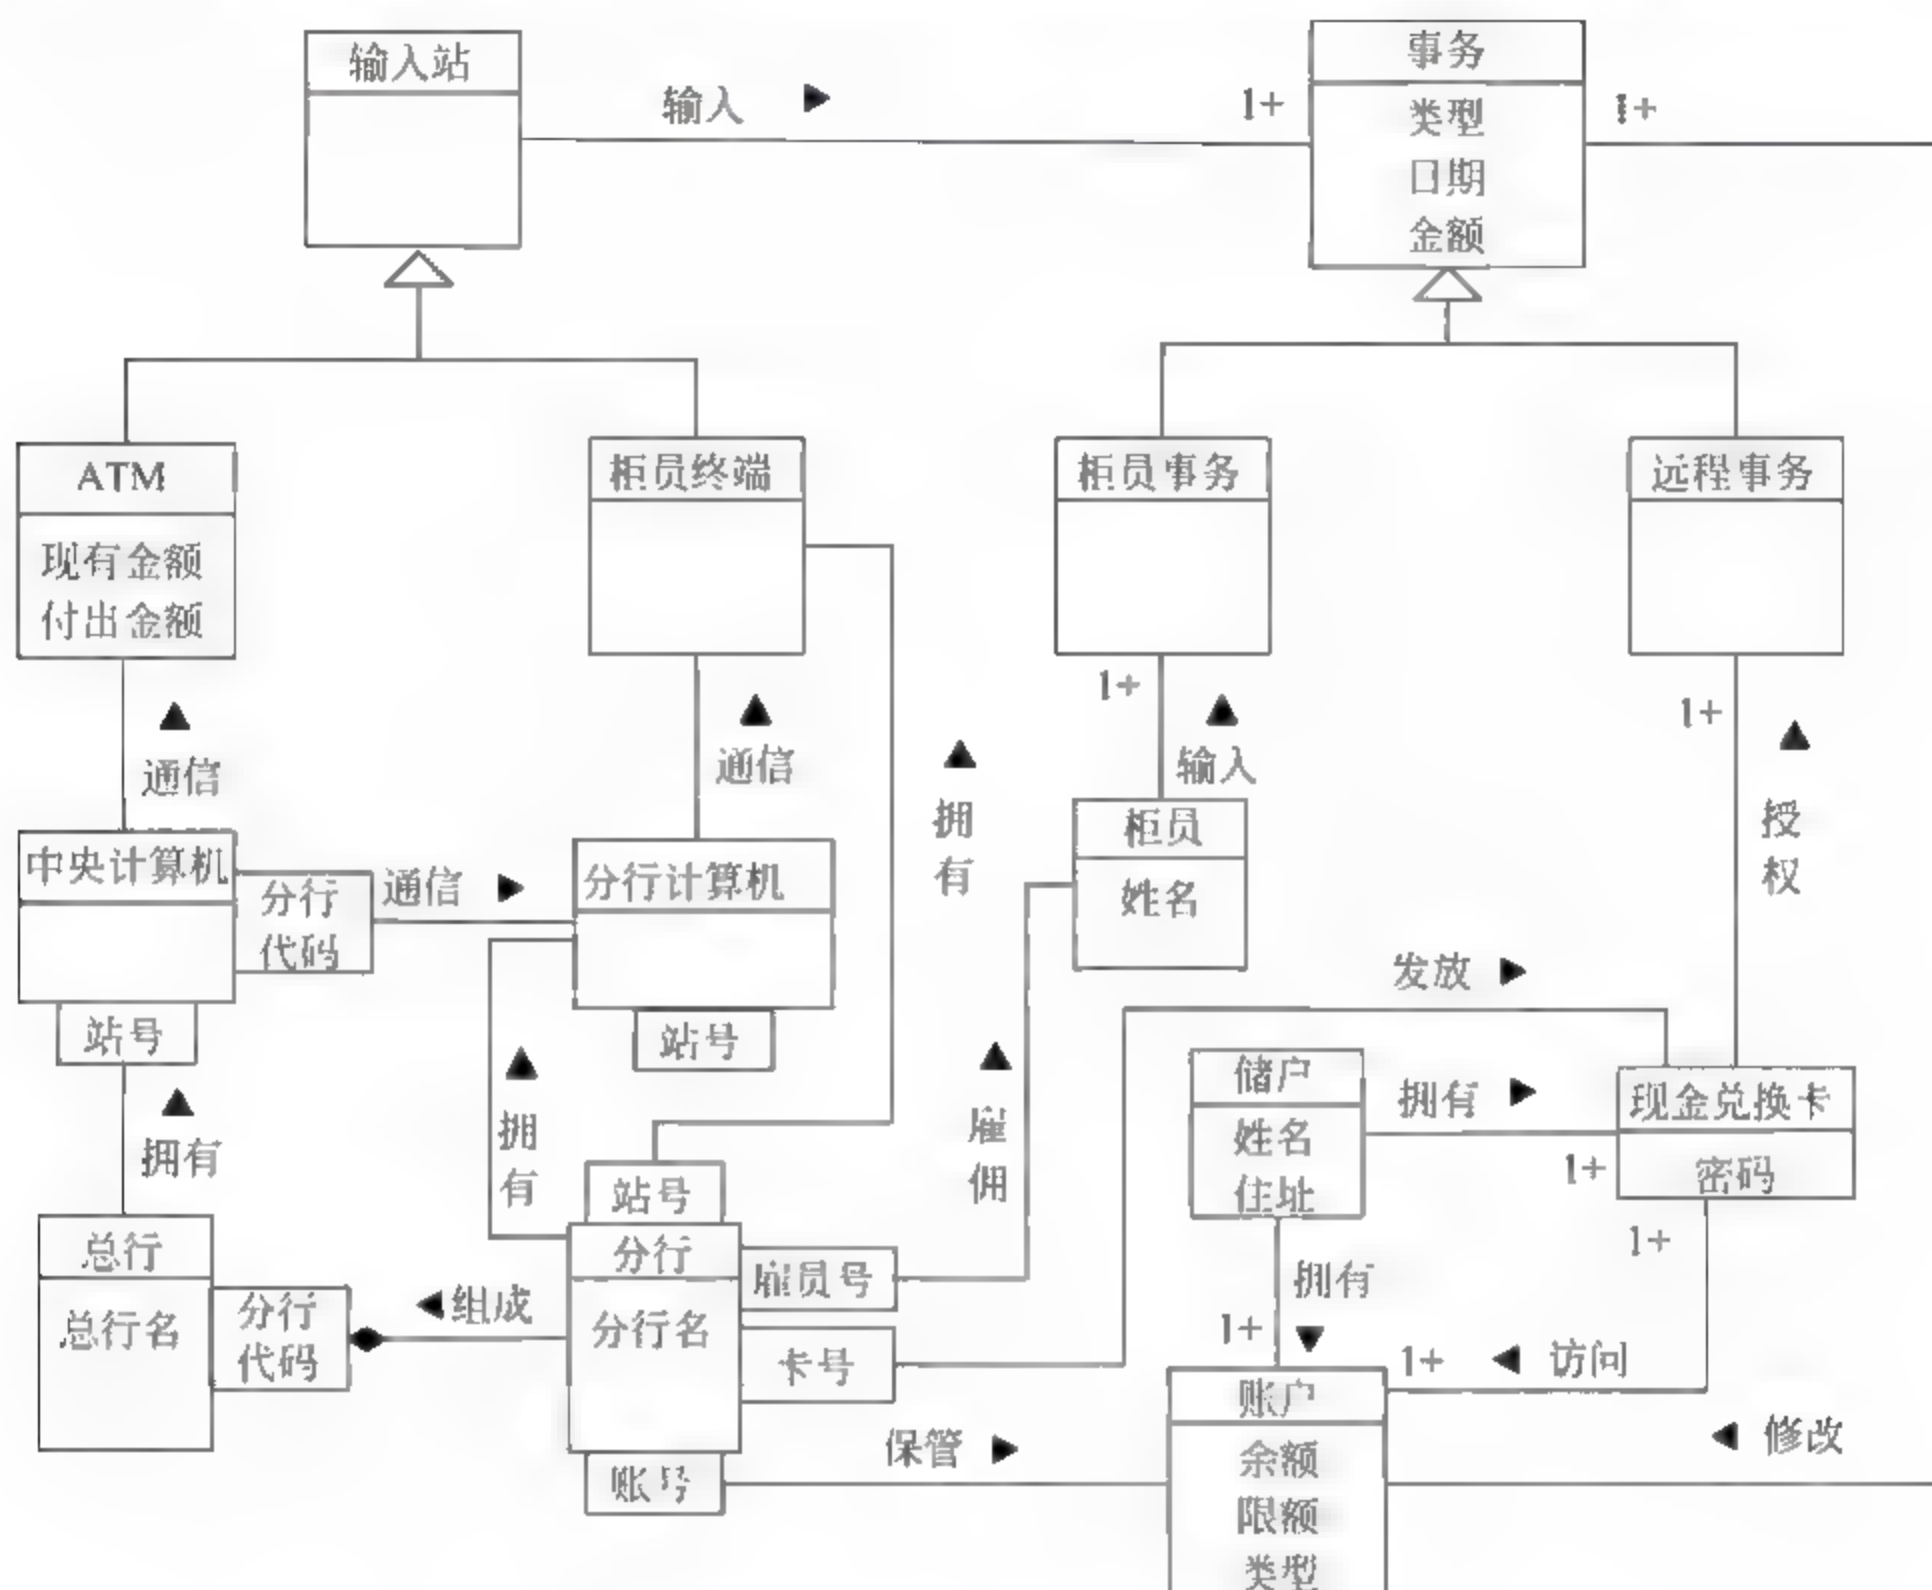 输入站
输入
1+
事务
类型
日期
金额
1+
ATM
现有金额
付出金额
柜员终端
柜员事务
远程事务
通信
通信
拥
有
1+
输入
1+
授
权
中央计算机
分行
代码
通信
分行计算机
柜员
姓名
站号
站号
发放
拥有
拥
有
雇
佣
储户
姓名
住址
拥有
1+
现金兑换卡
密码
总行
总行名
分行
代码
组成
站号
分行
分行名
雇员号
卡号
账号
拥有
1+
1+
1+
访问
保管
修改
账户
余额
限额
类型